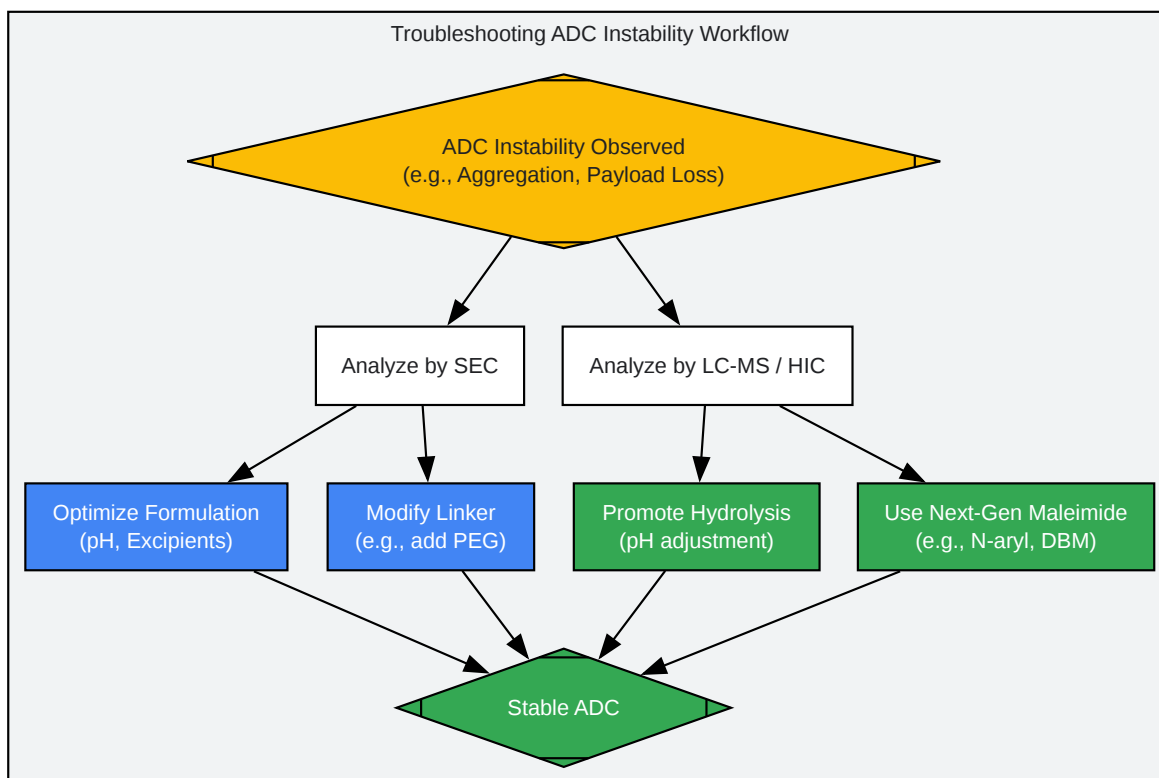 Troubleshooting ADC Instability Workflow
ADC Instability Observed
(e.g., Aggregation, Payload Loss)
Analyze by SEC
Analyze by LC-MS / HIC
Optimize Formulation
(pH, Excipients)
Modify Linker
(e.g., add PEG)
Promote Hydrolysis
(pH adjustment)
Use Next-Gen Maleimide
(e.g., N-aryl, DBM)
Stable ADC